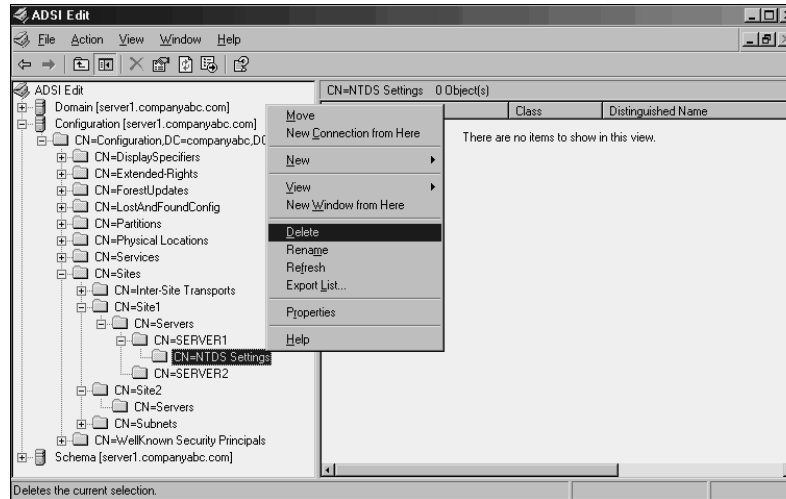 ADSI Edit
File Action View Window Help
ADSI Edit
Domain [server1.companyabc.com]
Configuration [server1.companyabc.com]
CN=Configuration,DC=companyabc,DC
CN=DisplaySpecifiers
CN=Extended-Rights
CN=ForestUpdates
CN=LostAndFoundConfig
CN=Partitions
CN=Physical Locations
CN=Services
CN=Sites
CN=Inter-Site Transports
CN=Site1
CN=Servers
CN=SERVER1
CN=NTDS Settings
CN=SERVER2
CN=Site2
CN=Servers
CN=Subnets
CN=WellKnown Security Principals
Schema [server1.companyabc.com]
Move
New Connection from Here
New
View
New Window from Here
Delete
Rename
Refresh
Export List...
Properties
Help
CN=NTDS Settings 0 Object(s)
Class Distinguished Name
There are no items to show in this view.
Deletes the current selection.